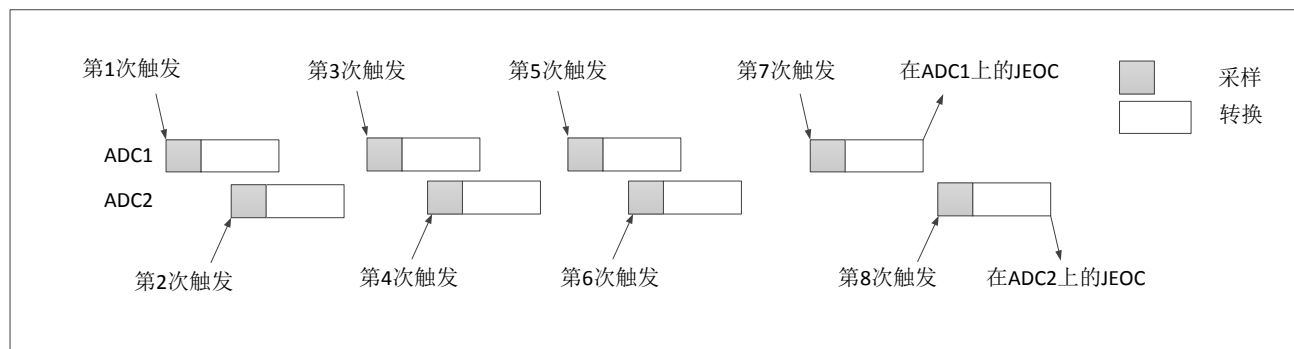 第1次触发
第3次触发
第5次触发
第7次触发
在ADC1上的JEOC
采样
转换
ADC1
ADC2
第2次触发
第4次触发
第6次触发
第8次触发
在ADC2上的JEOC